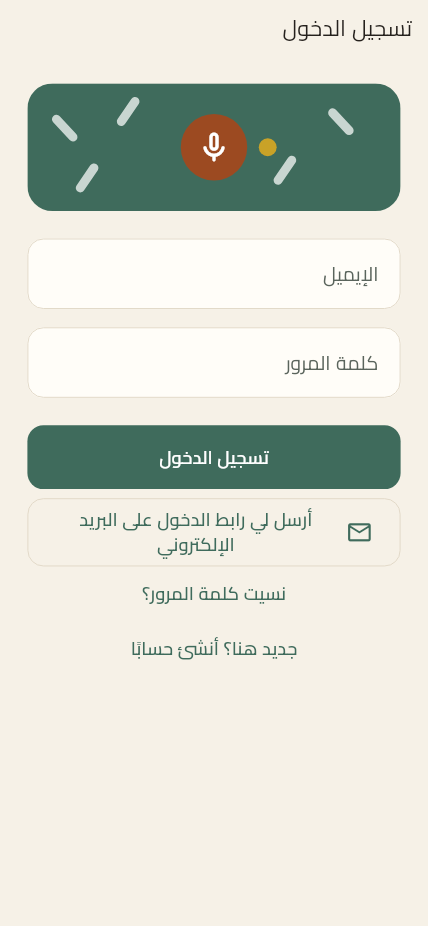 تسجيل الدخول
الإيميل
كلمة المرور
تسجيل الدخول
أرسل لي رابط الدخول على البريد
الإلكتروني
نسيت كلمة المرور؟
جديد هنا؟ أنشئ حسابًا